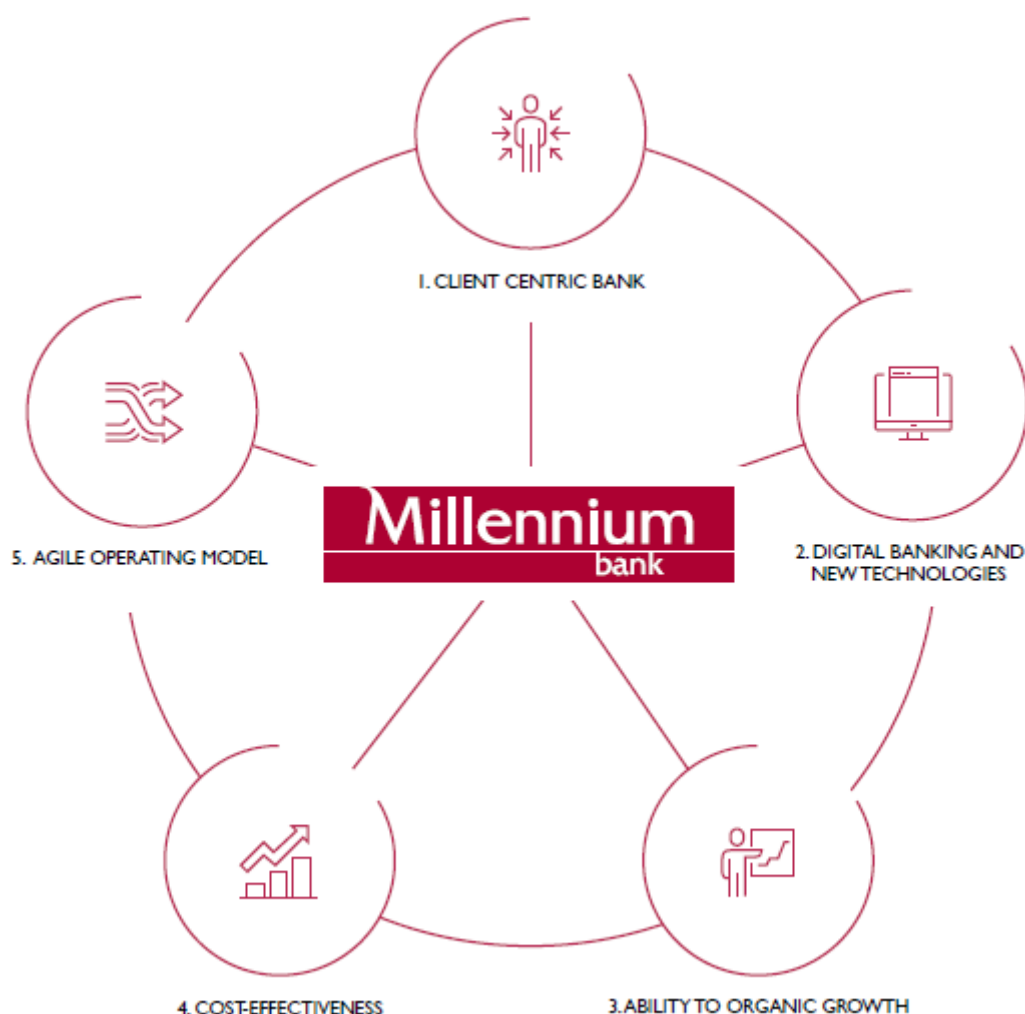 1. CLIENT CENTRIC BANK
Millennium
bank
5. AGILE OPERATING MODEL
2. DIGITAL BANKING AND
NEW TECHNOLOGIES
4. COST-EFFECTIVENESS
3. ABILITY TO ORGANIC GROWTH